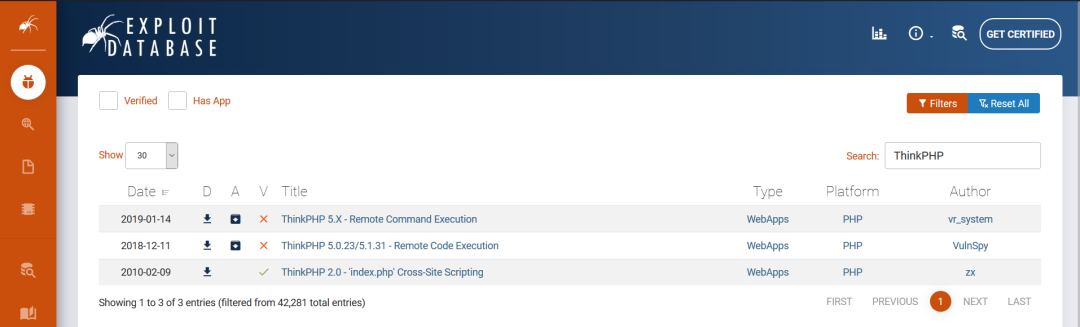 EXPLOIT
DATABASE
GET CERTIFIED
Verified Has App
Filters Reset All
Show 30
Search: ThinkPHP
Date D A V Title Type Platform Author
2019-01-14 ThinkPHP 5.X - Remote Command Execution WebApps PHP vr_system
2018-12-11 ThinkPHP 5.0.23/5.1.31 - Remote Code Execution WebApps PHP VulnSpy
2010-02-09 ThinkPHP 2.0 - 'index.php' Cross-Site Scripting WebApps PHP zx
Showing 1 to 3 of 3 entries (filtered from 42,281 total entries) FIRST PREVIOUS 1 NEXT LAST